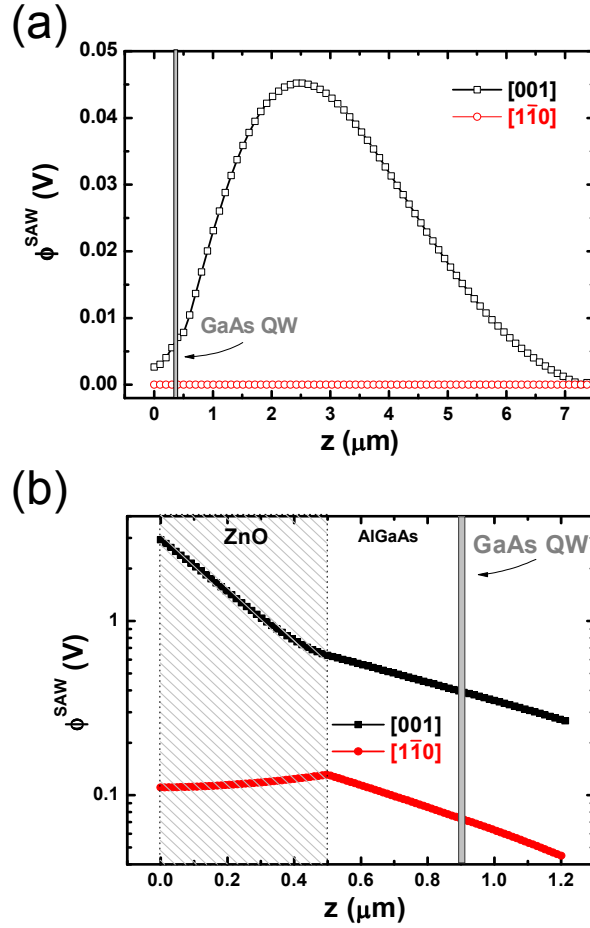 (a)
0.05
0.04
0.03
0.02
0.01
0.00
ϕ^SAW (V)
[001]
[11̄0]
GaAs QW
0 1 2 3 4 5 6 7
z (μm)
(b)
1
0.1
ϕ^SAW (V)
ZnO
AlGaAs
GaAs QW
[001]
[11̄0]
0.0 0.2 0.4 0.6 0.8 1.0 1.2
z (μm)